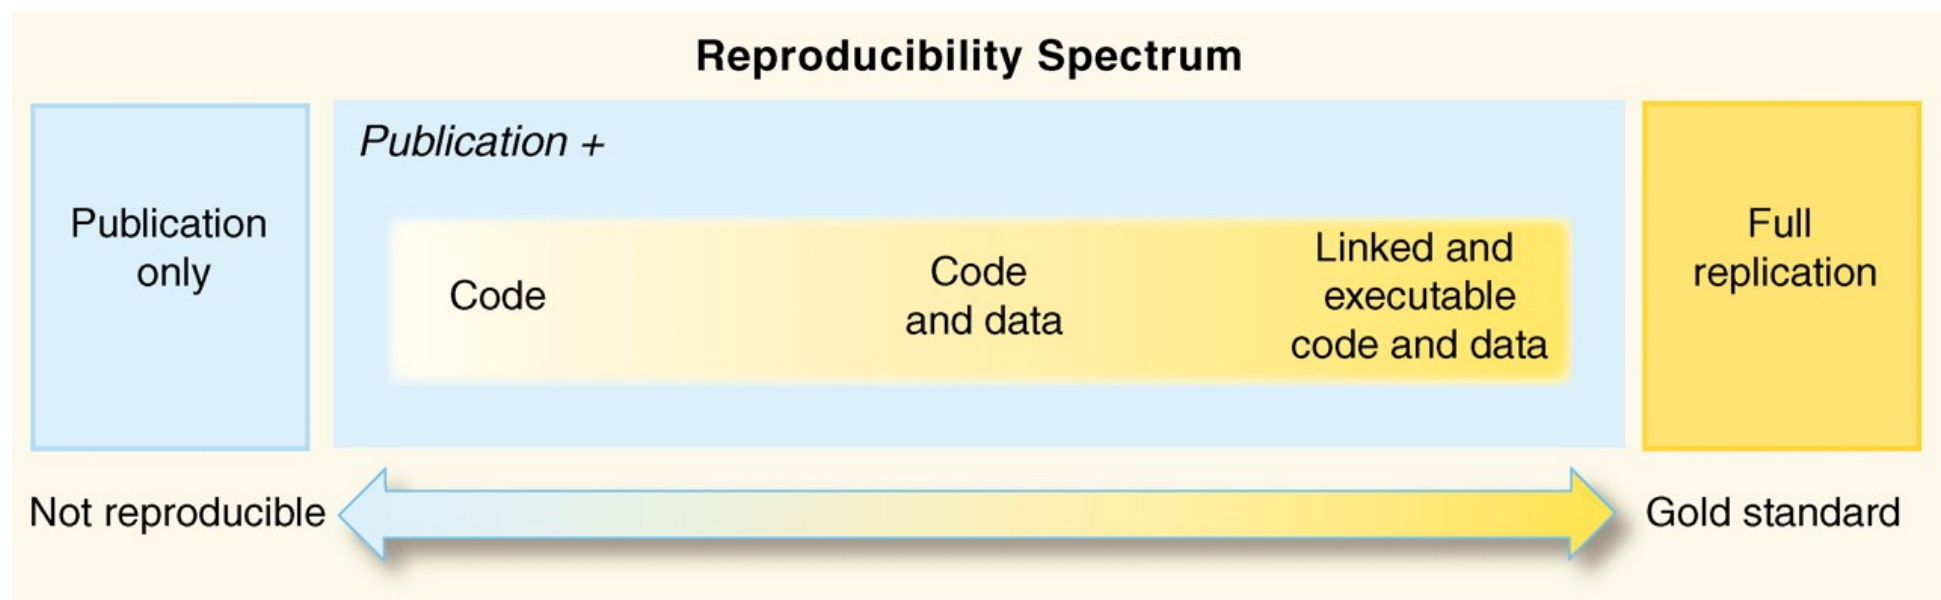 Reproducibility Spectrum
Publication
only
Publication +
Code
Code
and data
Linked and
executable
code and data
Full
replication
Not reproducible
Gold standard